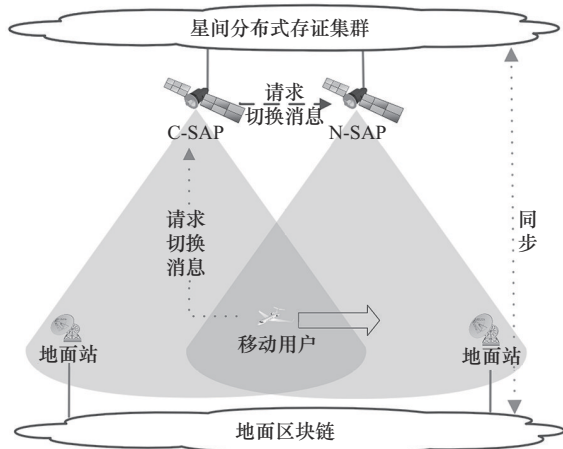 星间分布式存证集群
请求
切换消息
C-SAP
N-SAP
请求
切换
消息
同
步
移动用户
地面站
地面站
地面区块链